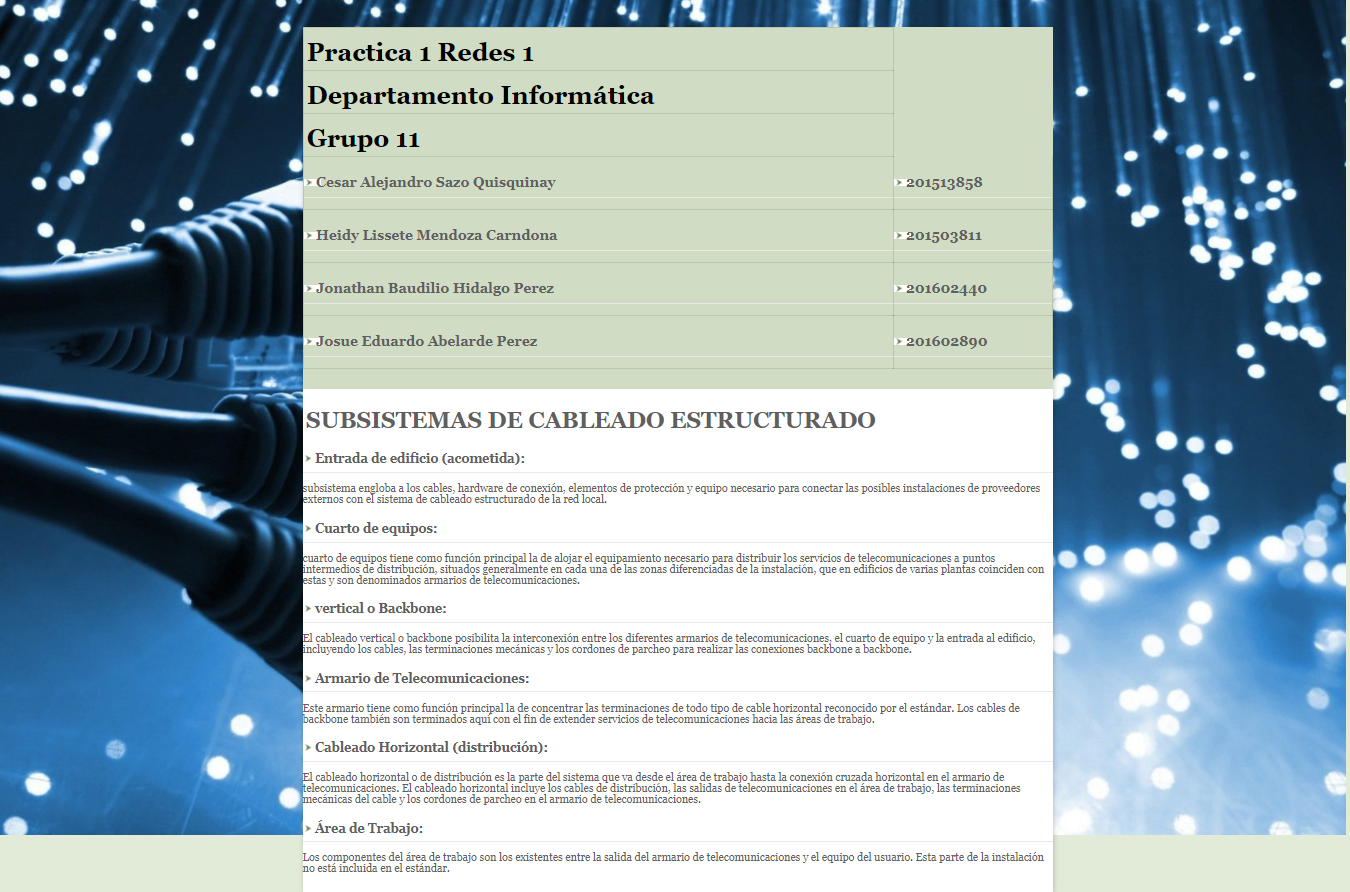 Practica 1 Redes 1
Departamento Informática
Grupo 11
Cesar Alejandro Sazo Quisquinay 201513858
Heidy Lissete Mendoza Carndona 201503811
Jonathan Baudilio Hidalgo Perez 201602440
Josue Eduardo Abelarde Perez 201602890
SUBSISTEMAS DE CABLEADO ESTRUCTURADO
Entrada de edificio (acometida):
subsistema engloba a los cables, hardware de conexión, elementos de protección y equipo necesario para conectar las posibles instalaciones de proveedores
externos con el sistema de cableado estructurado de la red local.
Cuarto de equipos:
cuarto de equipos tiene como función principal la de alojar el equipamiento necesario para distribuir los servicios de telecomunicaciones a puntos
intermedios de distribución, situados generalmente en cada una de las zonas diferenciadas de la instalación, que en edificios de varias plantas coinciden con
estas y son denominados armarios de telecomunicaciones.
vertical o Backbone:
El cableado vertical o backbone posibilita la interconexión entre los diferentes armarios de telecomunicaciones, el cuarto de equipo y la entrada al edificio,
incluyendo los cables, las terminaciones mecánicas y los cordones de parcheo para realizar las conexiones backbone a backbone.
Armario de Telecomunicaciones:
Este armario tiene como función principal la de concentrar las terminaciones de todo tipo de cable horizontal reconocido por el estándar. Los cables de
backbone también son terminados aquí con el fin de extender servicios de telecomunicaciones hacia las áreas de trabajo.
Cableado Horizontal (distribución):
El cableado horizontal o de distribución es la parte del sistema que va desde el área de trabajo hasta la conexión cruzada horizontal en el armario de
telecomunicaciones. El cableado horizontal incluye los cables de distribución, las salidas de telecomunicaciones en el área de trabajo, las terminaciones
mecánicas del cable y los cordones de parcheo en el armario de telecomunicaciones.
Área de Trabajo:
Los componentes del área de trabajo son los existentes entre la salida del armario de telecomunicaciones y el equipo del usuario. Esta parte de la instalación
no está incluida en el estándar.